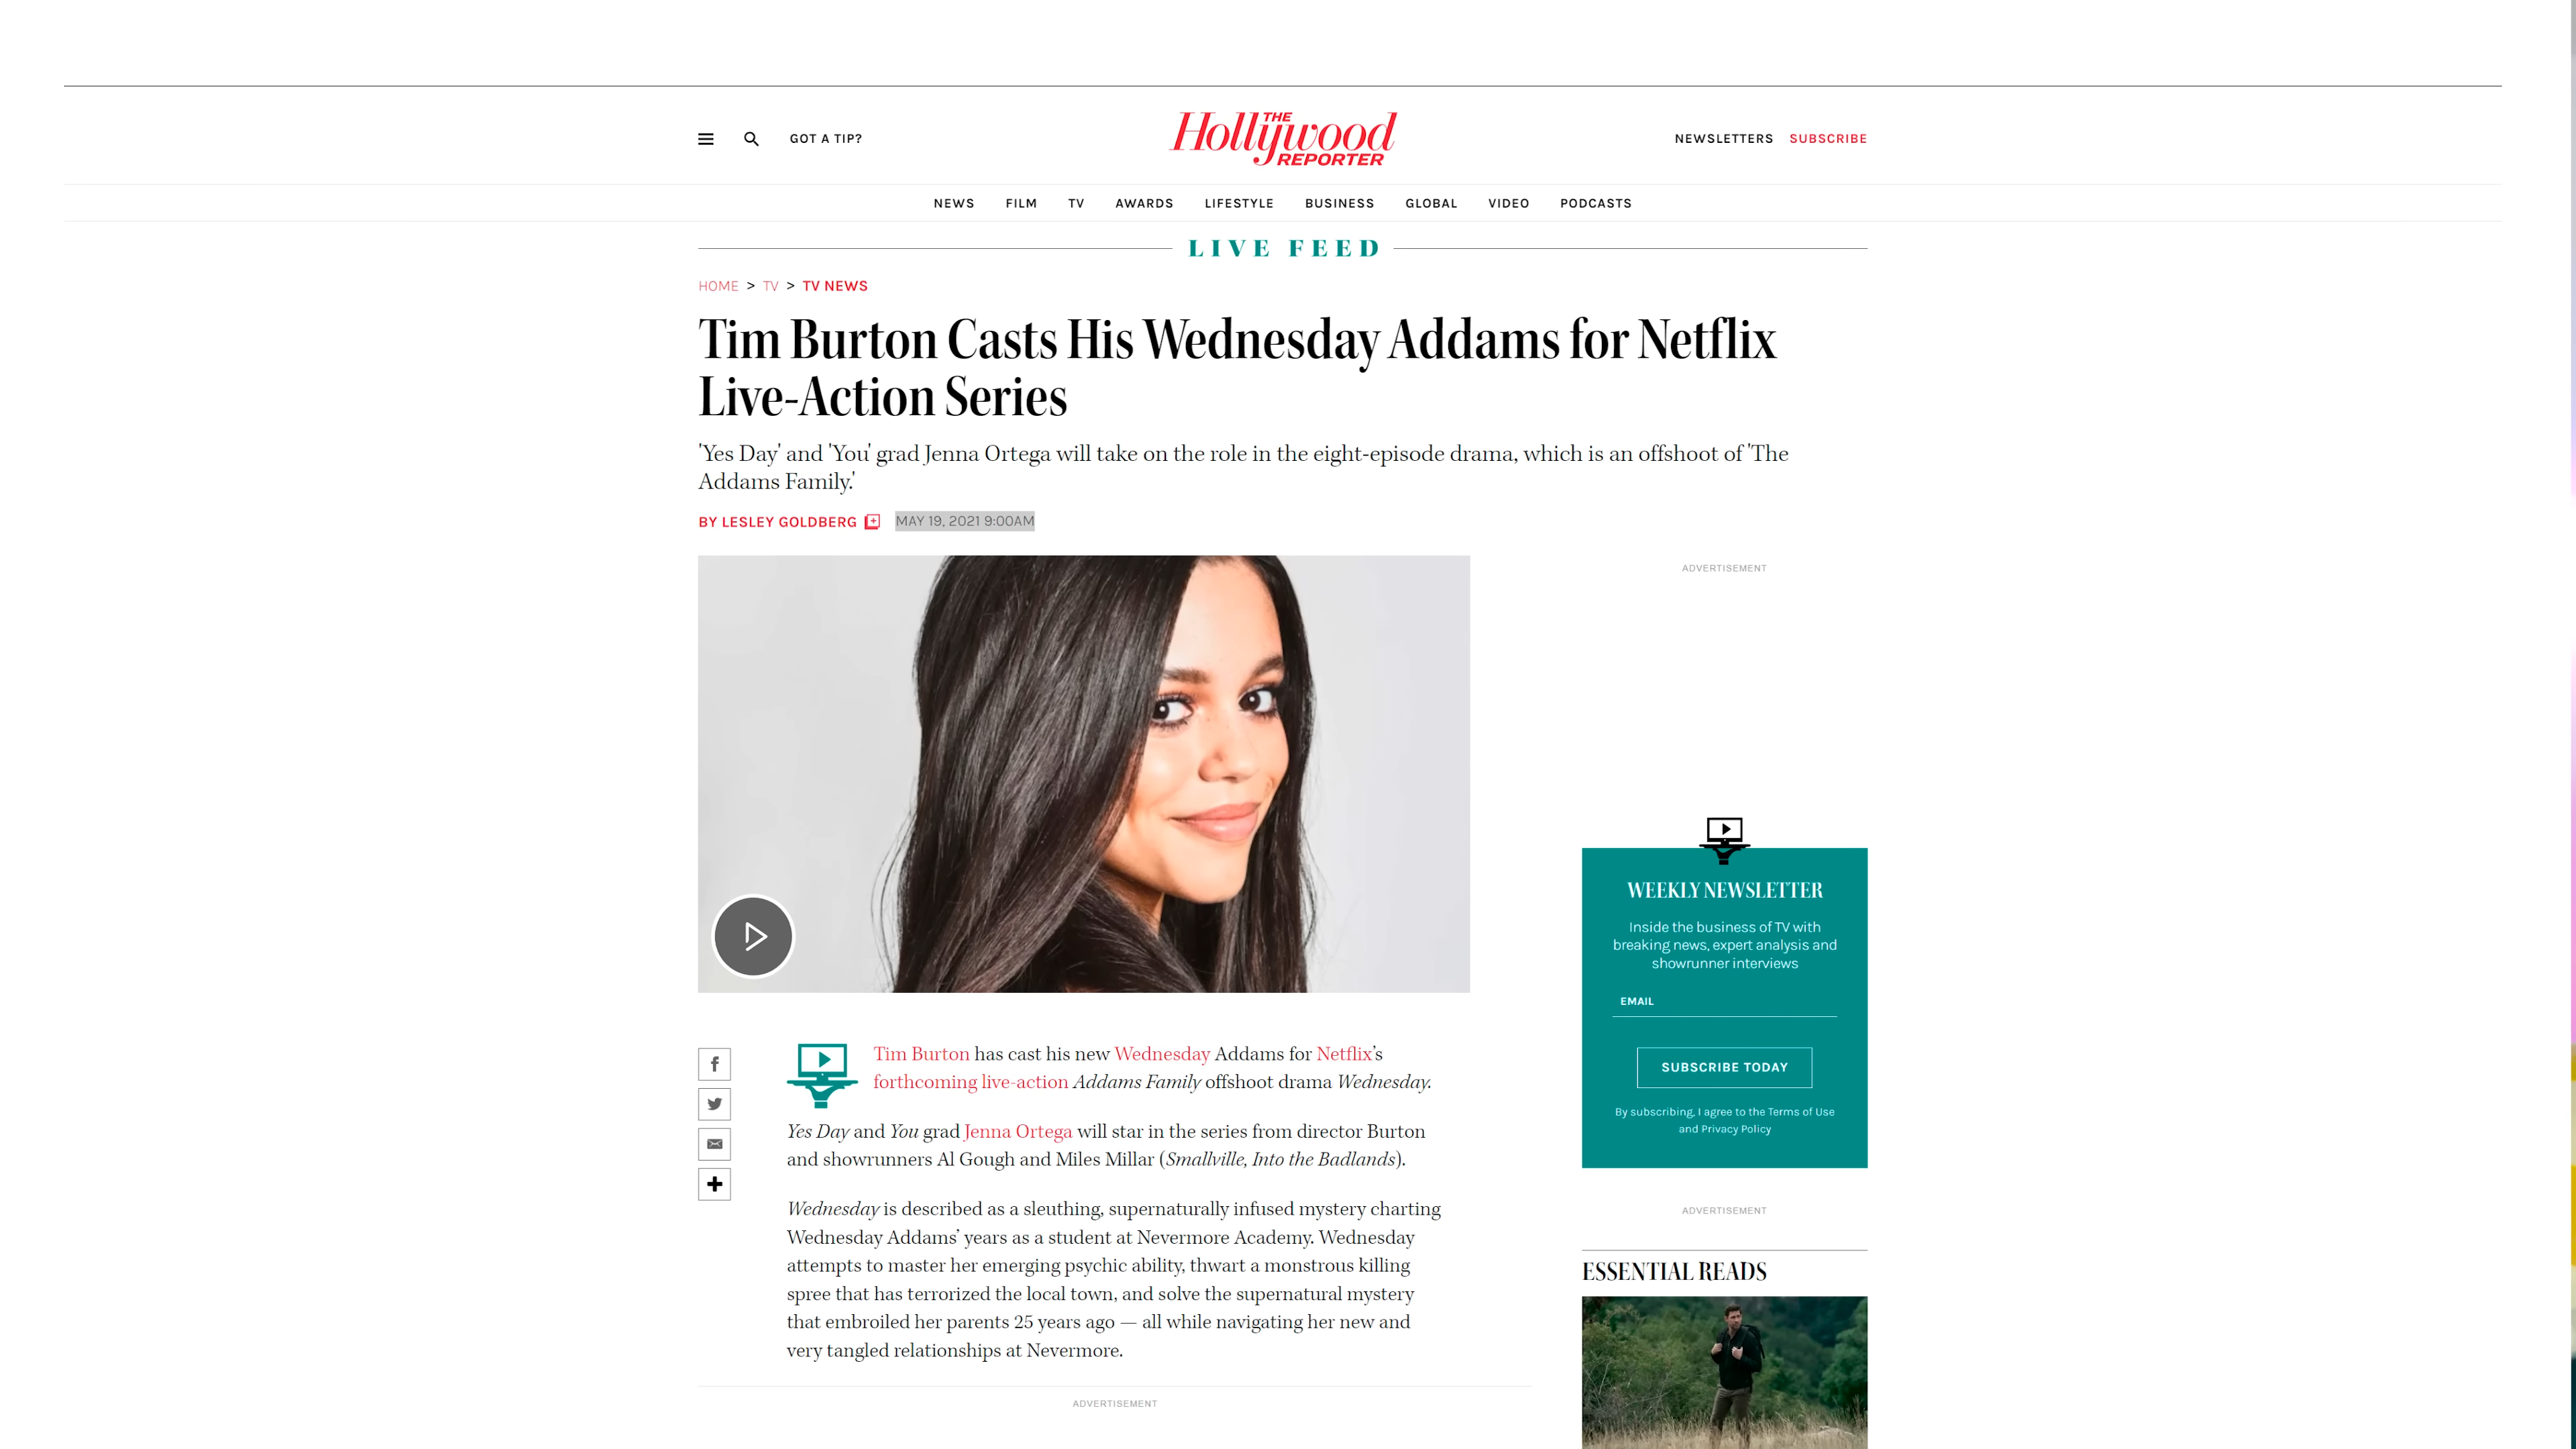 GOT A TIP?
THE
Hollywood
REPORTER
NEWSLETTERS SUBSCRIBE
NEWS FILM TV AWARDS LIFESTYLE BUSINESS GLOBAL VIDEO PODCASTS
LIVE FEED
HOME > TV > TV NEWS
Tim Burton Casts His Wednesday Addams for Netflix
Live-Action Series
'Yes Day' and 'You' grad Jenna Ortega will take on the role in the eight-episode drama, which is an offshoot of 'The
Addams Family.'
BY LESLEY GOLDBERG MAY 19, 2021 9:00AM
Tim Burton has cast his new Wednesday Addams for Netflix’s
forthcoming live-action Addams Family offshoot drama Wednesday.
Yes Day and You grad Jenna Ortega will star in the series from director Burton
and showrunners Al Gough and Miles Millar (Smallville, Into the Badlands).
Wednesday is described as a sleuthing, supernaturally infused mystery charting
Wednesday Addams’ years as a student at Nevermore Academy. Wednesday
attempts to master her emerging psychic ability, thwart a monstrous killing
spree that has terrorized the local town, and solve the supernatural mystery
that embroiled her parents 25 years ago — all while navigating her new and
very tangled relationships at Nevermore.
ADVERTISEMENT
ADVERTISEMENT
WEEKLY NEWSLETTER
Inside the business of TV with
breaking news, expert analysis and
showrunner interviews
EMAIL
SUBSCRIBE TODAY
By subscribing, I agree to the Terms of Use
and Privacy Policy
ADVERTISEMENT
ESSENTIAL READS